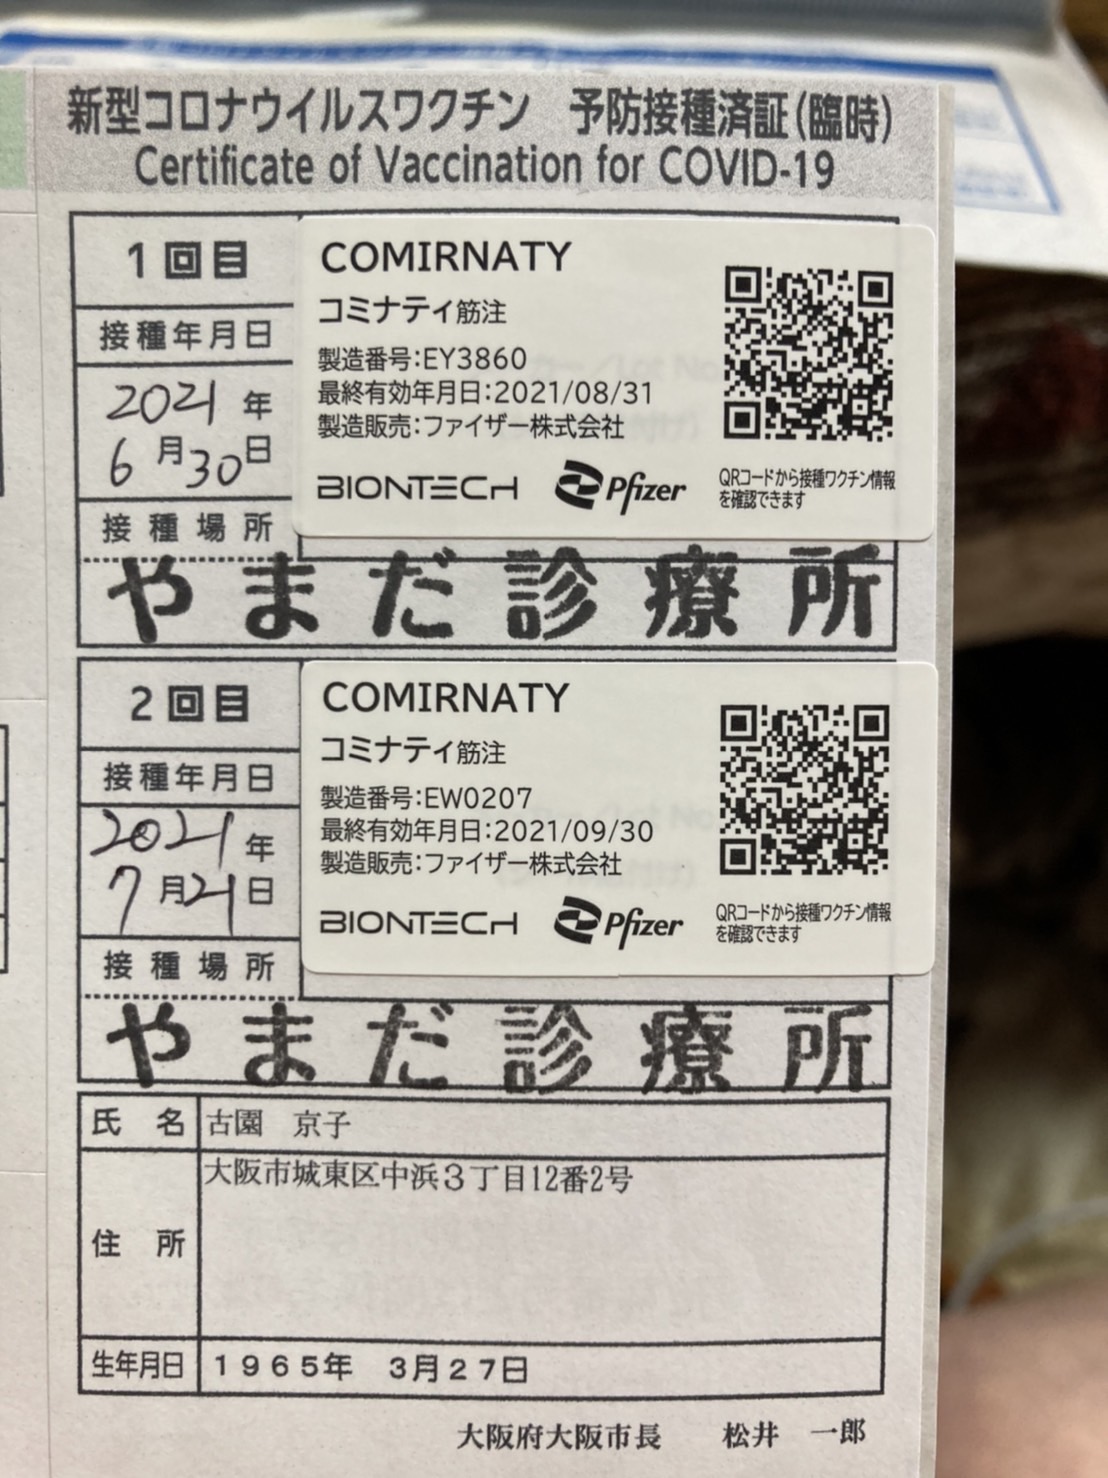 新型コロナウイルスワクチン　予防接種済証(臨時)
Certificate of Vaccination for COVID-19
1回目
接種年月日
2021年
6月30日
接種場所
COMIRNATY
コミナティ筋注
製造番号:EY3860
最終有効年月日:2021/08/31
製造販売:ファイザー株式会社
BIONTECH Pfizer
QRコードから接種ワクチン情報
を確認できます
やまだ診療所
2回目
接種年月日
2021年
7月21日
接種場所
COMIRNATY
コミナティ筋注
製造番号:EW0207
最終有効年月日:2021/09/30
製造販売:ファイザー株式会社
BIONTECH Pfizer
QRコードから接種ワクチン情報
を確認できます
やまだ診療所
氏名 古園　京子
住所 大阪市城東区中浜3丁目12番2号
生年月日 1965年　3月27日
大阪府大阪市長　松井　一郎